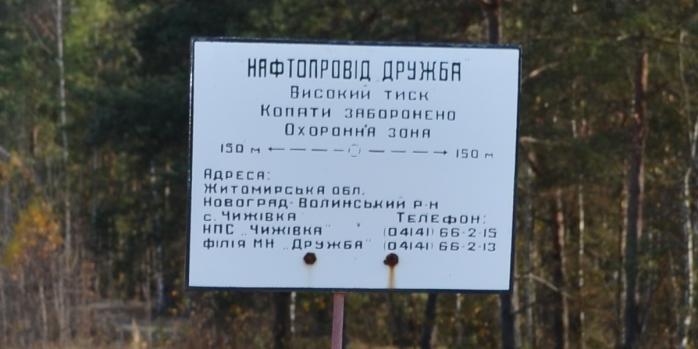 "НАФТОПРОВІД ДРУЖБА"
ВИСОКИЙ ТИСК
КОПАТИ ЗАБОРОНЕНО
ОХОРОННА ЗОНА
150 м ←-----○-----→ 150 м
АДРЕСА:
ЖИТОМИРСЬКА ОБЛ.
НОВОГРАД-ВОЛИНСЬКИЙ Р-Н
с. ЧИЖІВКА ТЕЛЕФОН:
НПС „ЧИЖІВКА" (04141) 66-2-15
ФІЛІЯ МН „ДРУЖБА" (04141) 66-2-13